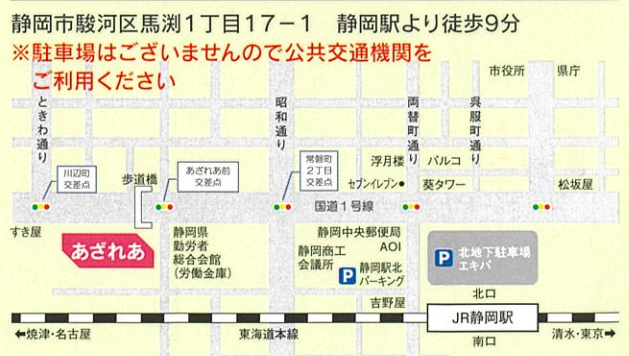 静岡市駿河区馬渕1丁目17−1　静岡駅より徒歩9分
※駐車場はございませんので公共交通機関を
ご利用ください
市役所
県庁
ときわ通り
昭和通り
両替町通り
呉服町通り
川辺町
交差点
歩道橋
あざれあ前
交差点
常磐町
2丁目
交差点
浮月楼
パルコ
セブンイレブン
葵タワー
松坂屋
国道1号線
すき屋
あざれあ
静岡県
勤労者
総合会館
(労働金庫)
静岡中央郵便局
静岡商工
会議所
AOI
P 静岡駅北
パーキング
P 北地下駐車場
エキパ
吉野屋
北口
JR静岡駅
←焼津・名古屋
東海道本線
南口
清水・東京→